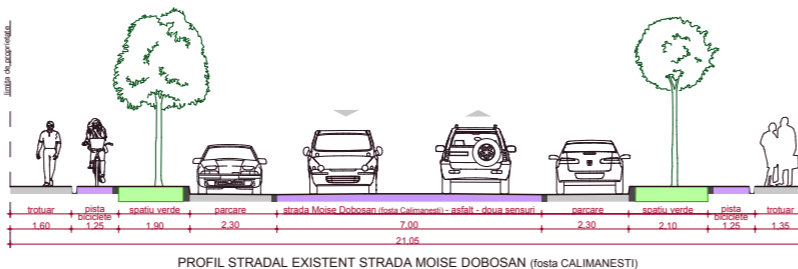 limita de proprietate
trotuar pista biciclete spatiu verde parcare strada Moise Dobosan (fosta Calimanesti) - asfalt - doua sensuri parcare spatiu verde pista biciclete trotuar
1.60 1,25 1.90 2.30 7,00 2.30 2.10 1,25 1.35
21.05
PROFIL STRADAL EXISTENT STRADA MOISE DOBOSAN (fosta CALIMANESTI)